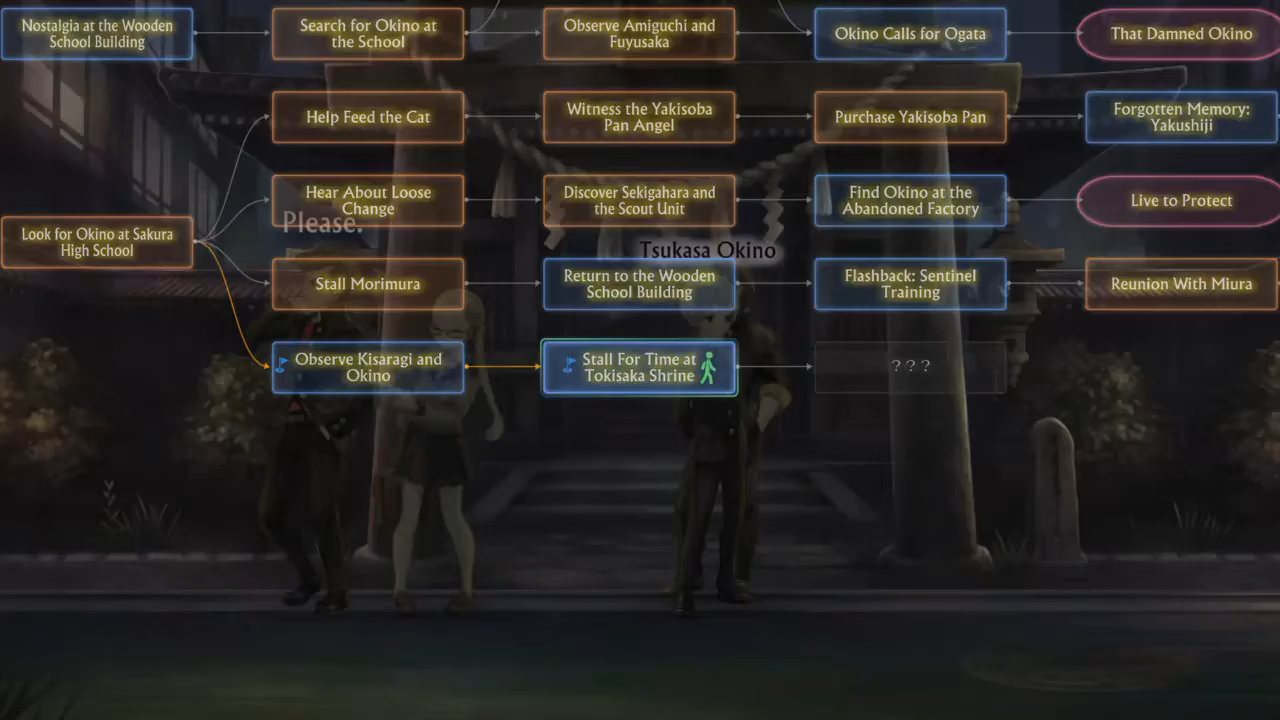 Nostalgia at the Wooden
School Building
Search for Okino at
the School
Observe Amiguchi and
Fuyusaka
Okino Calls for Ogata
That Damned Okino
Help Feed the Cat
Witness the Yakisoba
Pan Angel
Purchase Yakisoba Pan
Forgotten Memory:
Yakushiji
Hear About Loose
Change
Discover Sekigahara and
the Scout Unit
Find Okino at the
Abandoned Factory
Live to Protect
Please.
Look for Okino at Sakura
High School
Tsukasa Okino
Stall Morimura
Return to the Wooden
School Building
Flashback: Sentinel
Training
Reunion With Miura
Observe Kisaragi and
Okino
Stall For Time at
Tokisaka Shrine
???